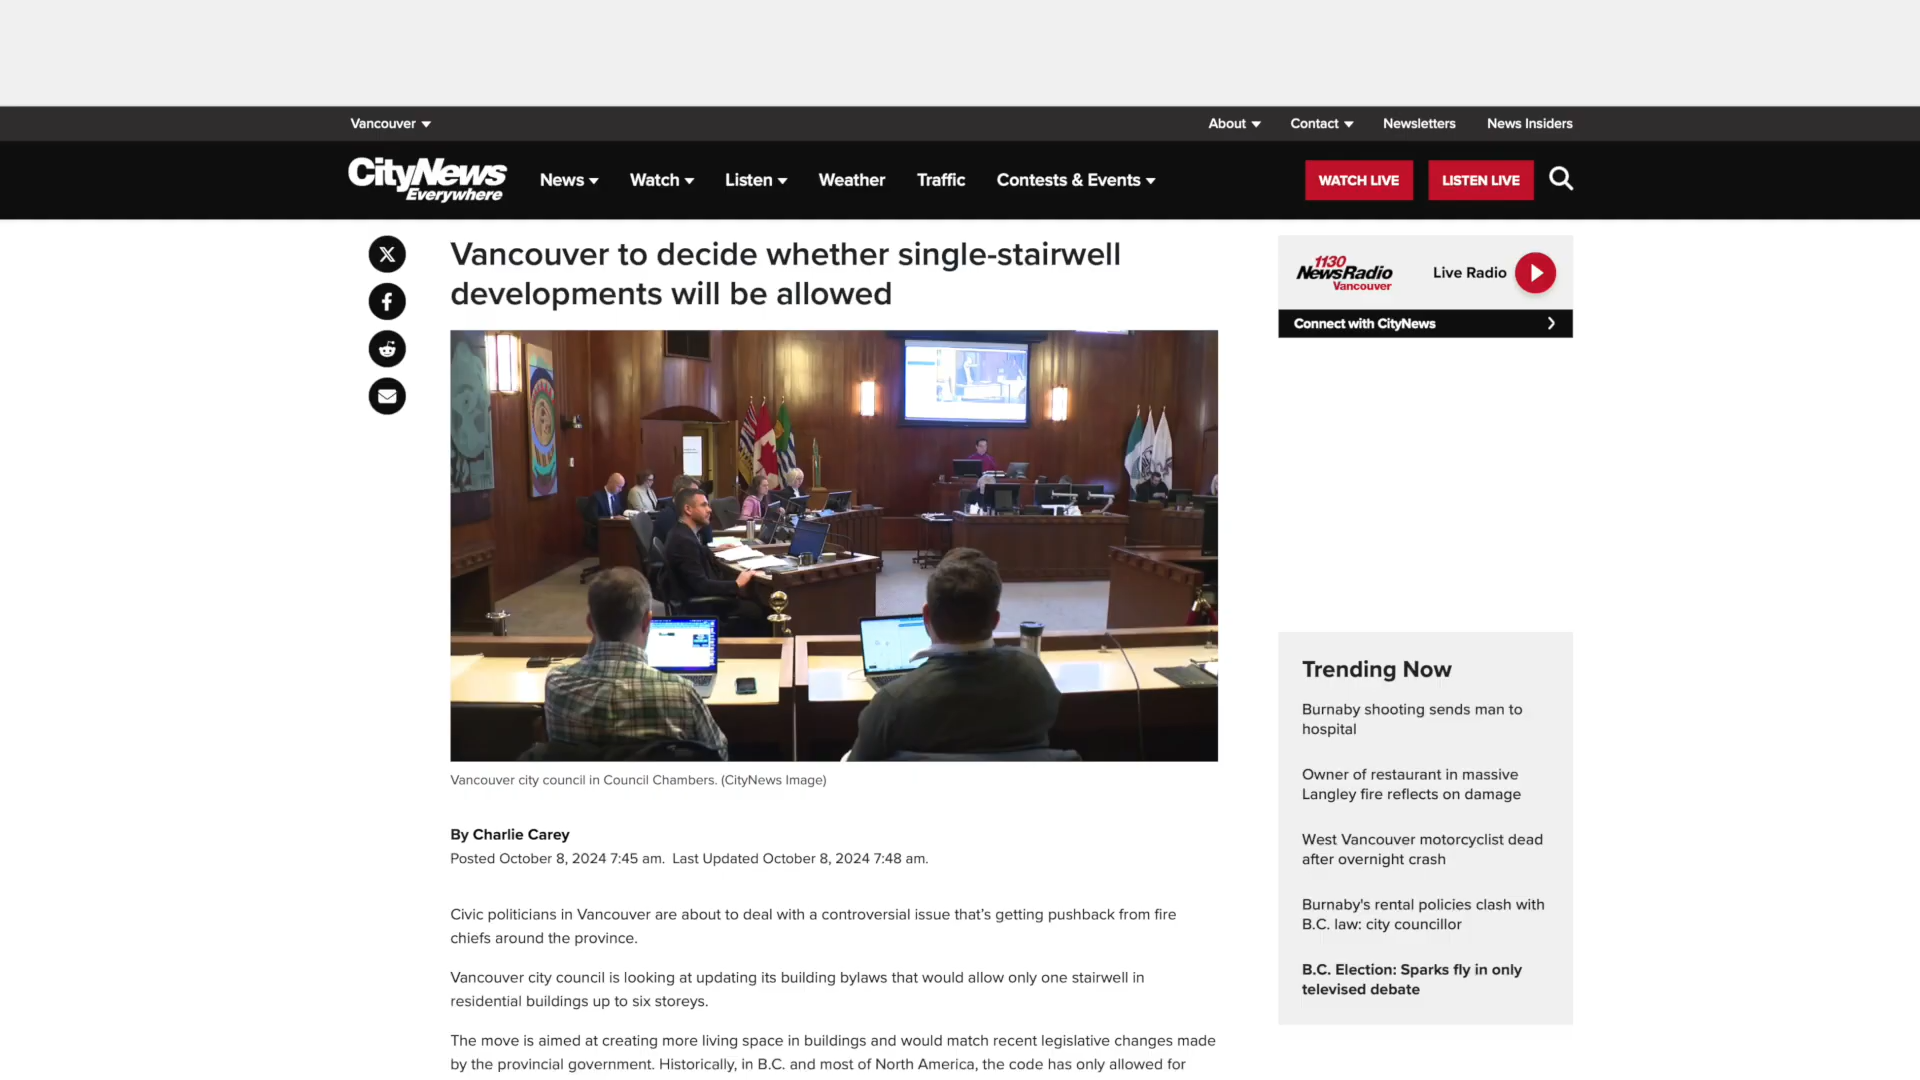 Vancouver
About
Contact
Newsletters
News Insiders
CityNews
Everywhere
News
Watch
Listen
Weather
Traffic
Contests & Events
WATCH LIVE
LISTEN LIVE
Vancouver to decide whether single-stairwell
developments will be allowed
Vancouver city council in Council Chambers. (CityNews Image)
By Charlie Carey
Posted October 8, 2024 7:45 am. Last Updated October 8, 2024 7:48 am.
Civic politicians in Vancouver are about to deal with a controversial issue that’s getting pushback from fire
chiefs around the province.
Vancouver city council is looking at updating its building bylaws that would allow only one stairwell in
residential buildings up to six storeys.
The move is aimed at creating more living space in buildings and would match recent legislative changes made
by the provincial government. Historically, in B.C. and most of North America, the code has only allowed for
1130
NewsRadio
Vancouver
Live Radio
Connect with CityNews
Trending Now
Burnaby shooting sends man to
hospital
Owner of restaurant in massive
Langley fire reflects on damage
West Vancouver motorcyclist dead
after overnight crash
Burnaby's rental policies clash with
B.C. law: city councillor
B.C. Election: Sparks fly in only
televised debate